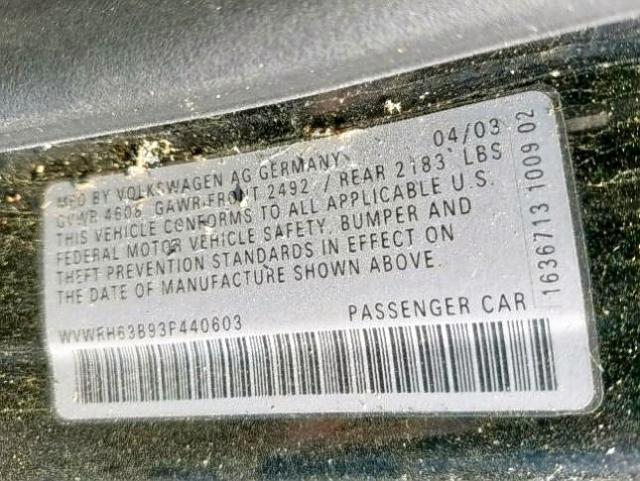 04/03
MFD BY VOLKSWAGEN AG GERMANY
GVWR 4608 GAWR FRONT 2492 / REAR 2183 LBS
THIS VEHICLE CONFORMS TO ALL APPLICABLE U.S.
FEDERAL MOTOR VEHICLE SAFETY, BUMPER AND
THEFT PREVENTION STANDARDS IN EFFECT ON
THE DATE OF MANUFACTURE SHOWN ABOVE.
WVWRH63B93P440603 PASSENGER CAR
1636713 1009 02